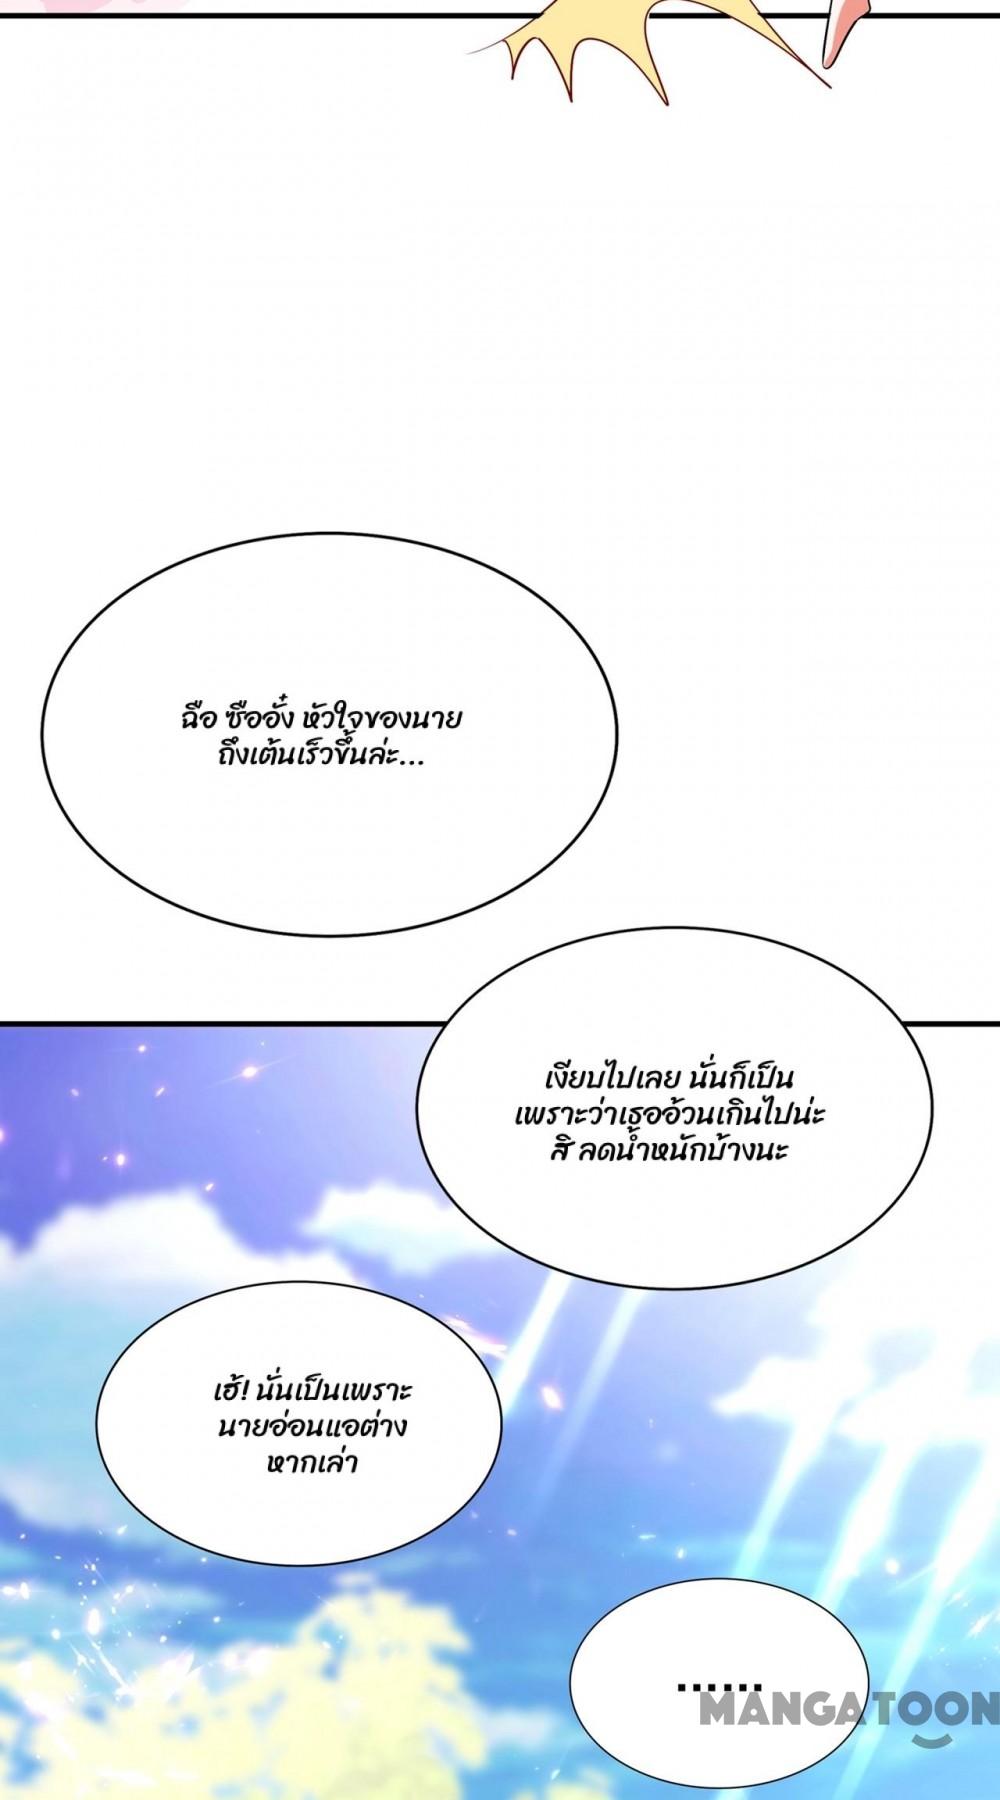 ฉือ ซืออั๋ง หัวใจของนาย
ถึงเต้นเร็วขึ้นล่ะ...
เงียบไปเลย นั่นก็เป็น
เพราะว่าเธออ้วนเกินไปน่ะ
สิ ลดน้ำหนักบ้างนะ
เฮ้! นั่นเป็นเพราะ
นายอ่อนแอต่าง
หากเล่า
......
MANGATOON